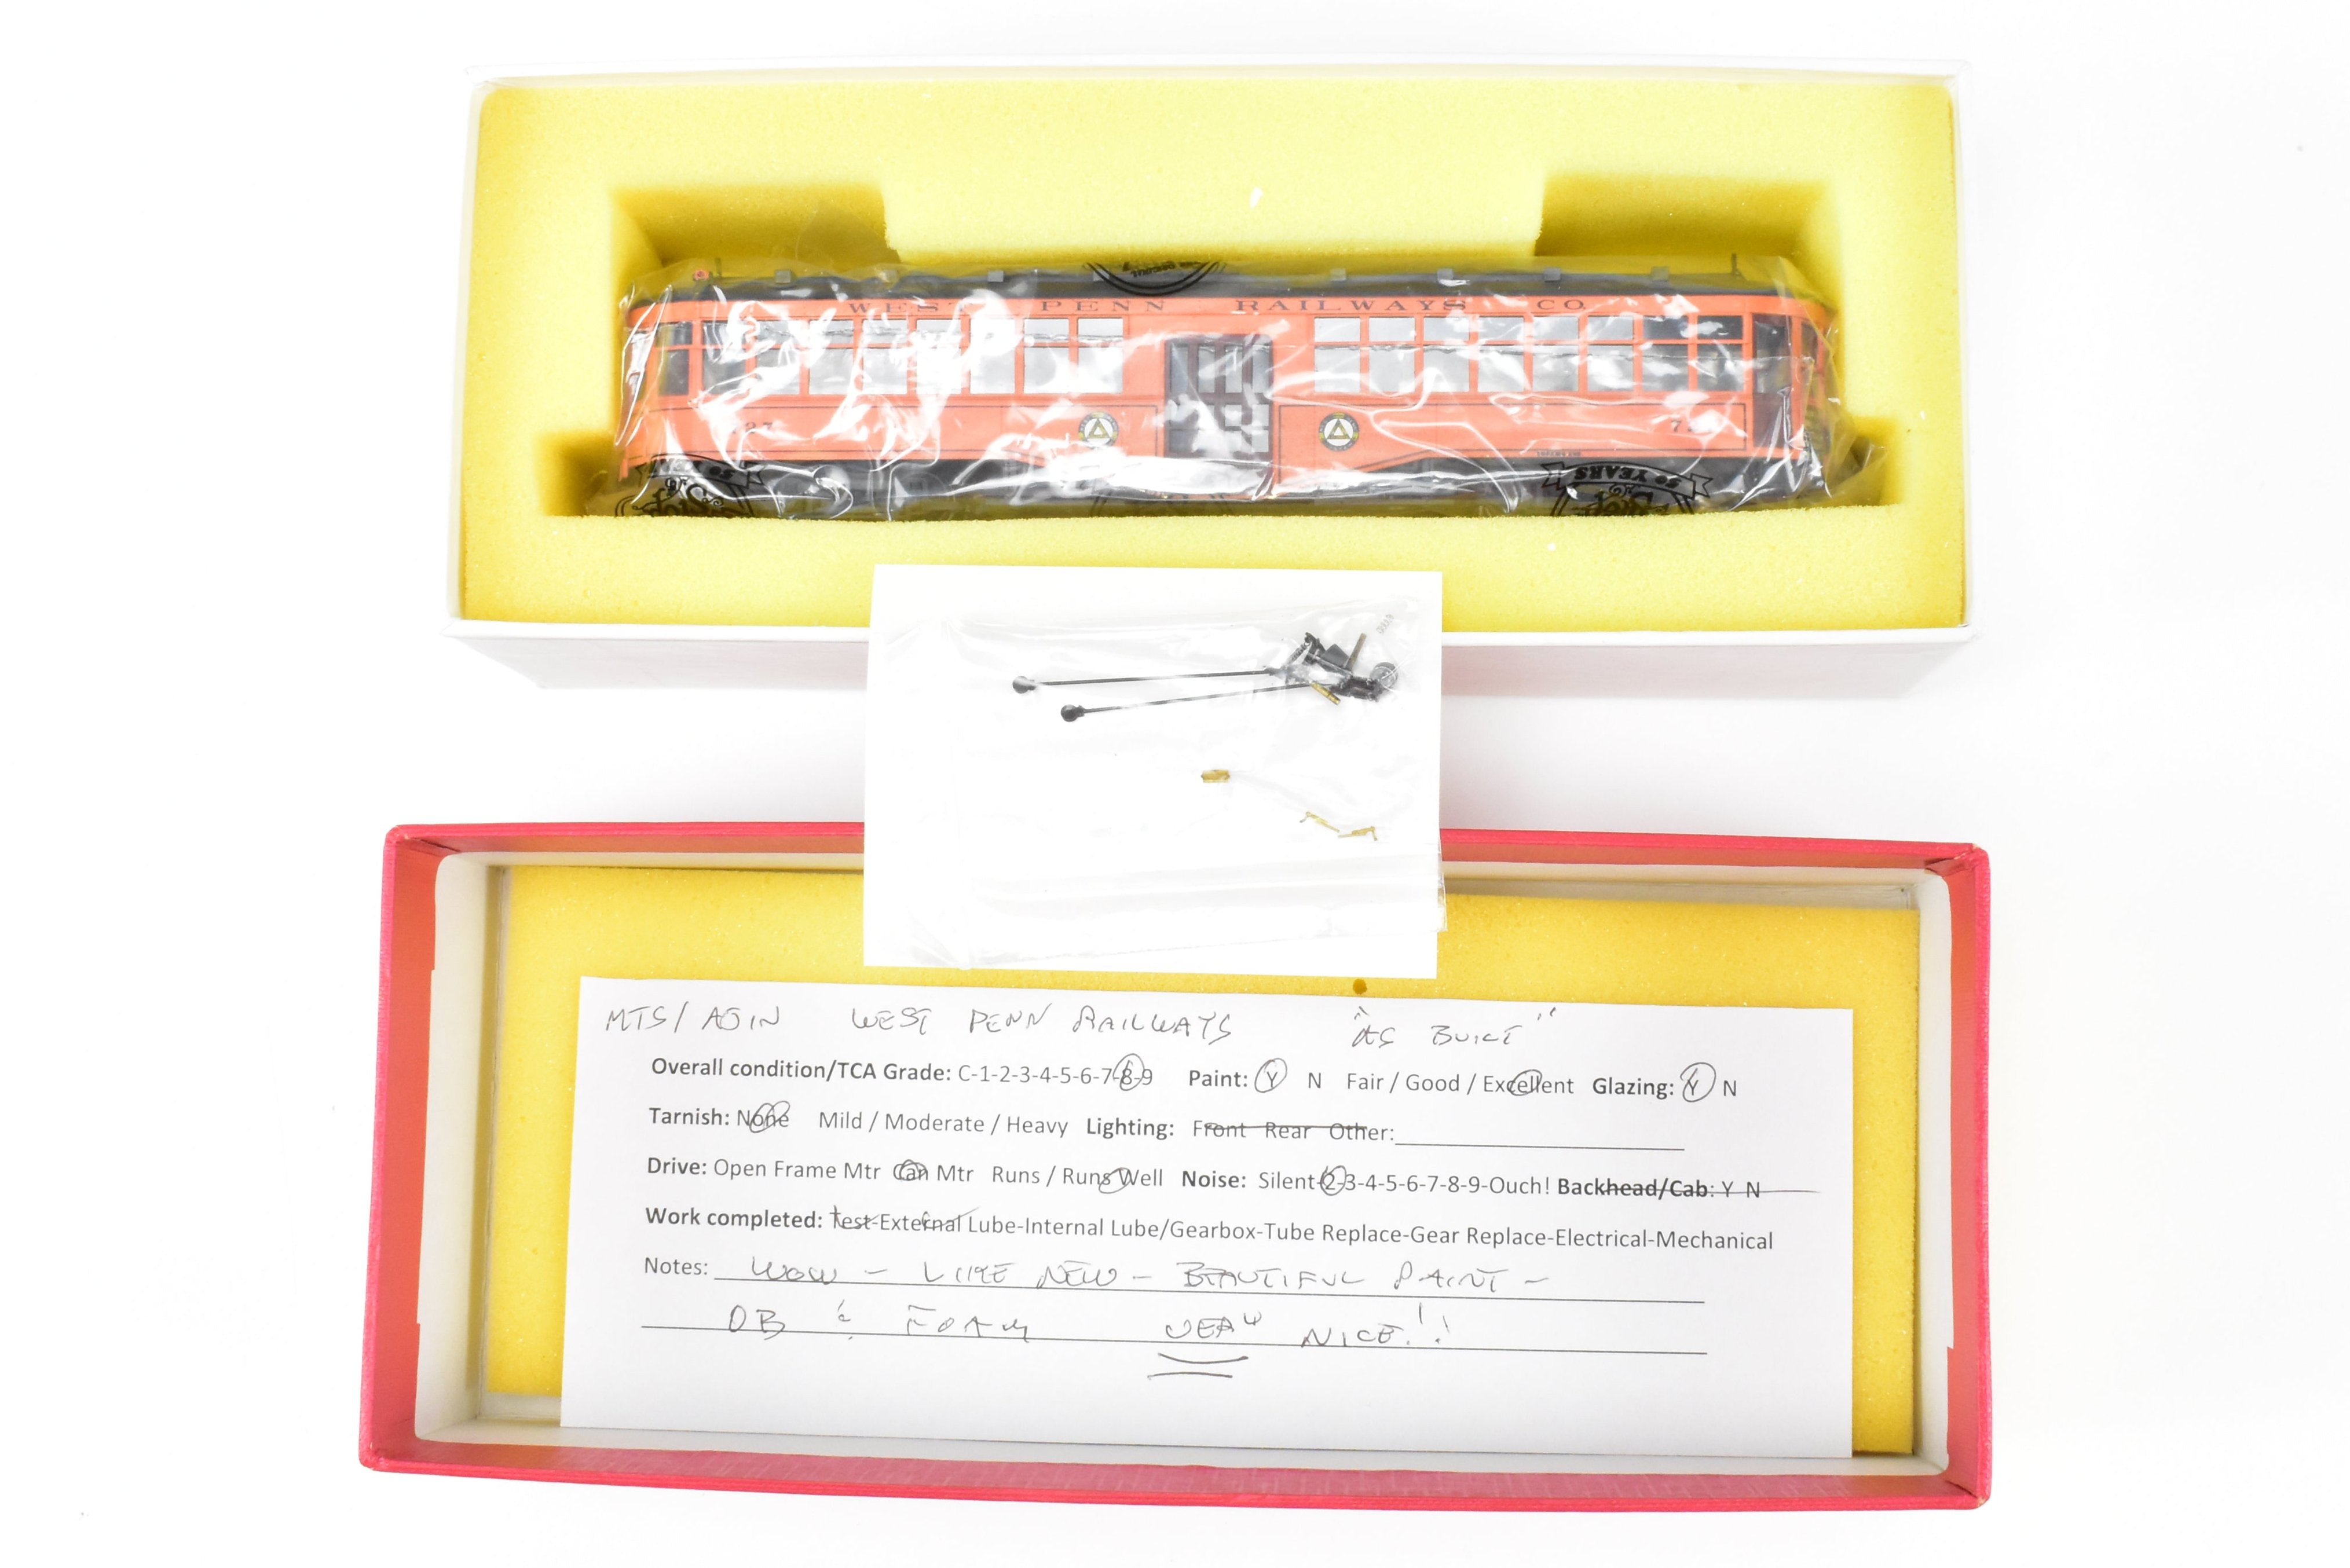 WEST PENN RAILWAYS CO
727
50 YEARS
MTS/AJIN WEST PENN RAILWAYS "AS BUILT"
Overall condition/TCA Grade: C-1-2-3-4-5-6-7-8-9 Paint: Y N Fair / Good / Excellent Glazing: Y N
Tarnish: None Mild / Moderate / Heavy Lighting: Front Rear Other:
Drive: Open Frame Mtr Can Mtr Runs / Runs Well Noise: Silent-2-3-4-5-6-7-8-9-Ouch! Backhead/Cab: Y N
Work completed: Test-External Lube-Internal Lube/Gearbox-Tube Replace-Gear Replace-Electrical-Mechanical
Notes: WOW - LIKE NEW - BEAUTIFUL PAINT -
OB & FOAM VERY NICE!!